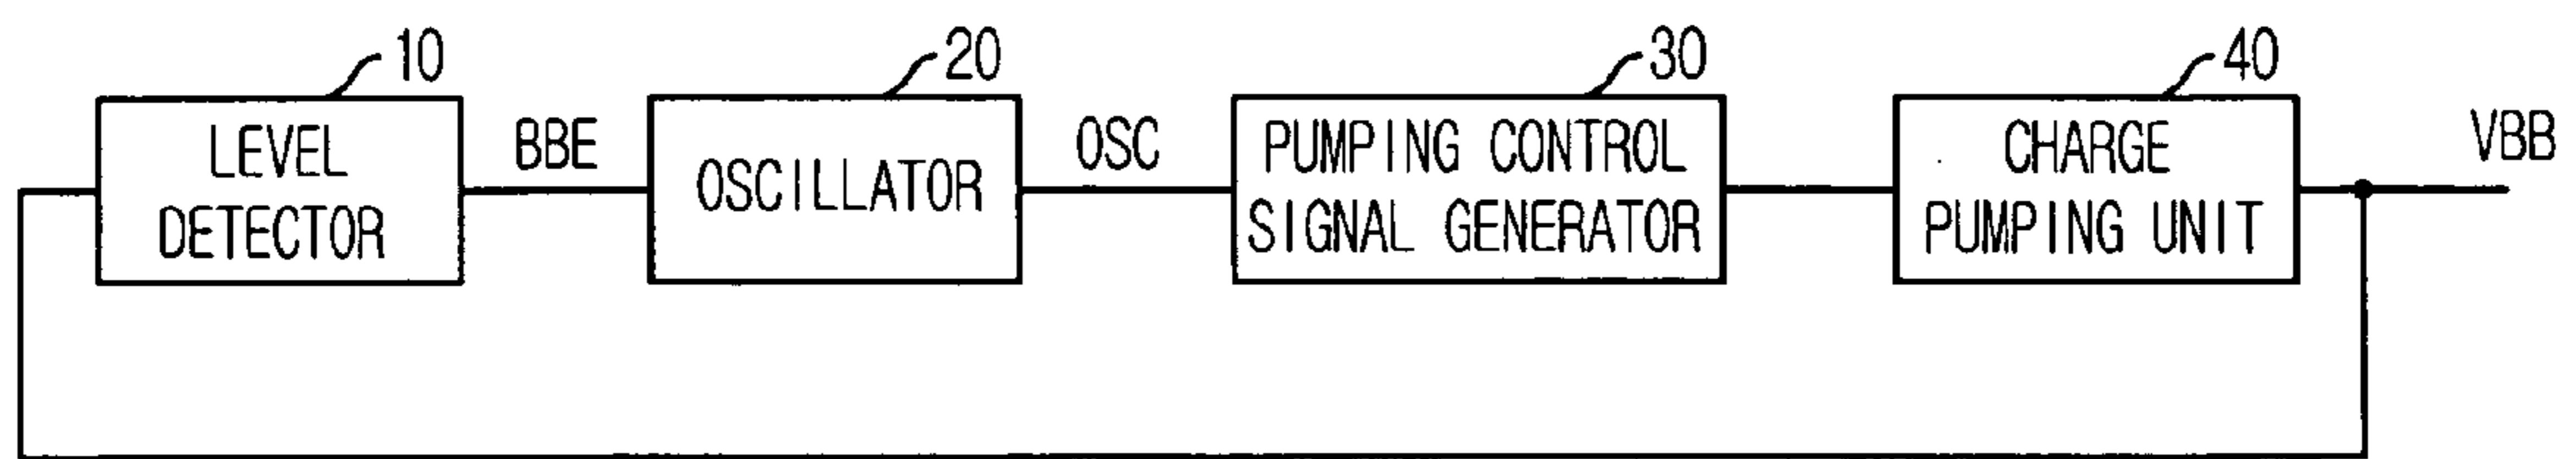 10
20
30
40
LEVEL
DETECTOR
BBE
OSCILLATOR
OSC
PUMPING CONTROL
SIGNAL GENERATOR
CHARGE
PUMPING UNIT
VBB